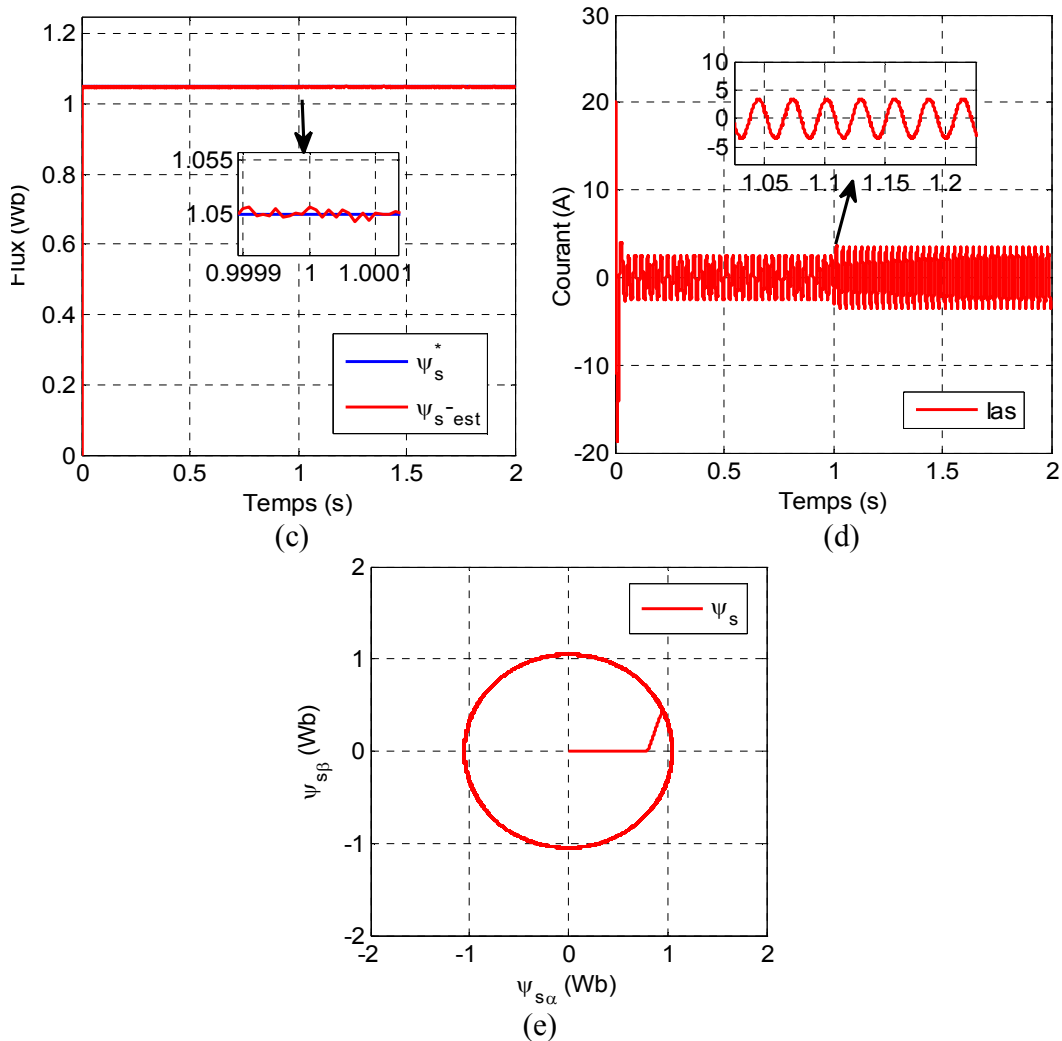 1.2
1
0.8
0.6
0.4
0.2
0
Flux (Wb)
1.055
1.05
0.9999 1 1.0001
ψs*
ψs-est
0 0.5 1 1.5 2
Temps (s)
(c)
30
20
10
0
-10
-20
Courant (A)
10
5
0
-5
1.05 1.1 1.15 1.2
Ias
0 0.5 1 1.5 2
Temps (s)
(d)
2
1
0
-1
-2
ψsβ (Wb)
ψs
-2 -1 0 1 2
ψsα (Wb)
(e)